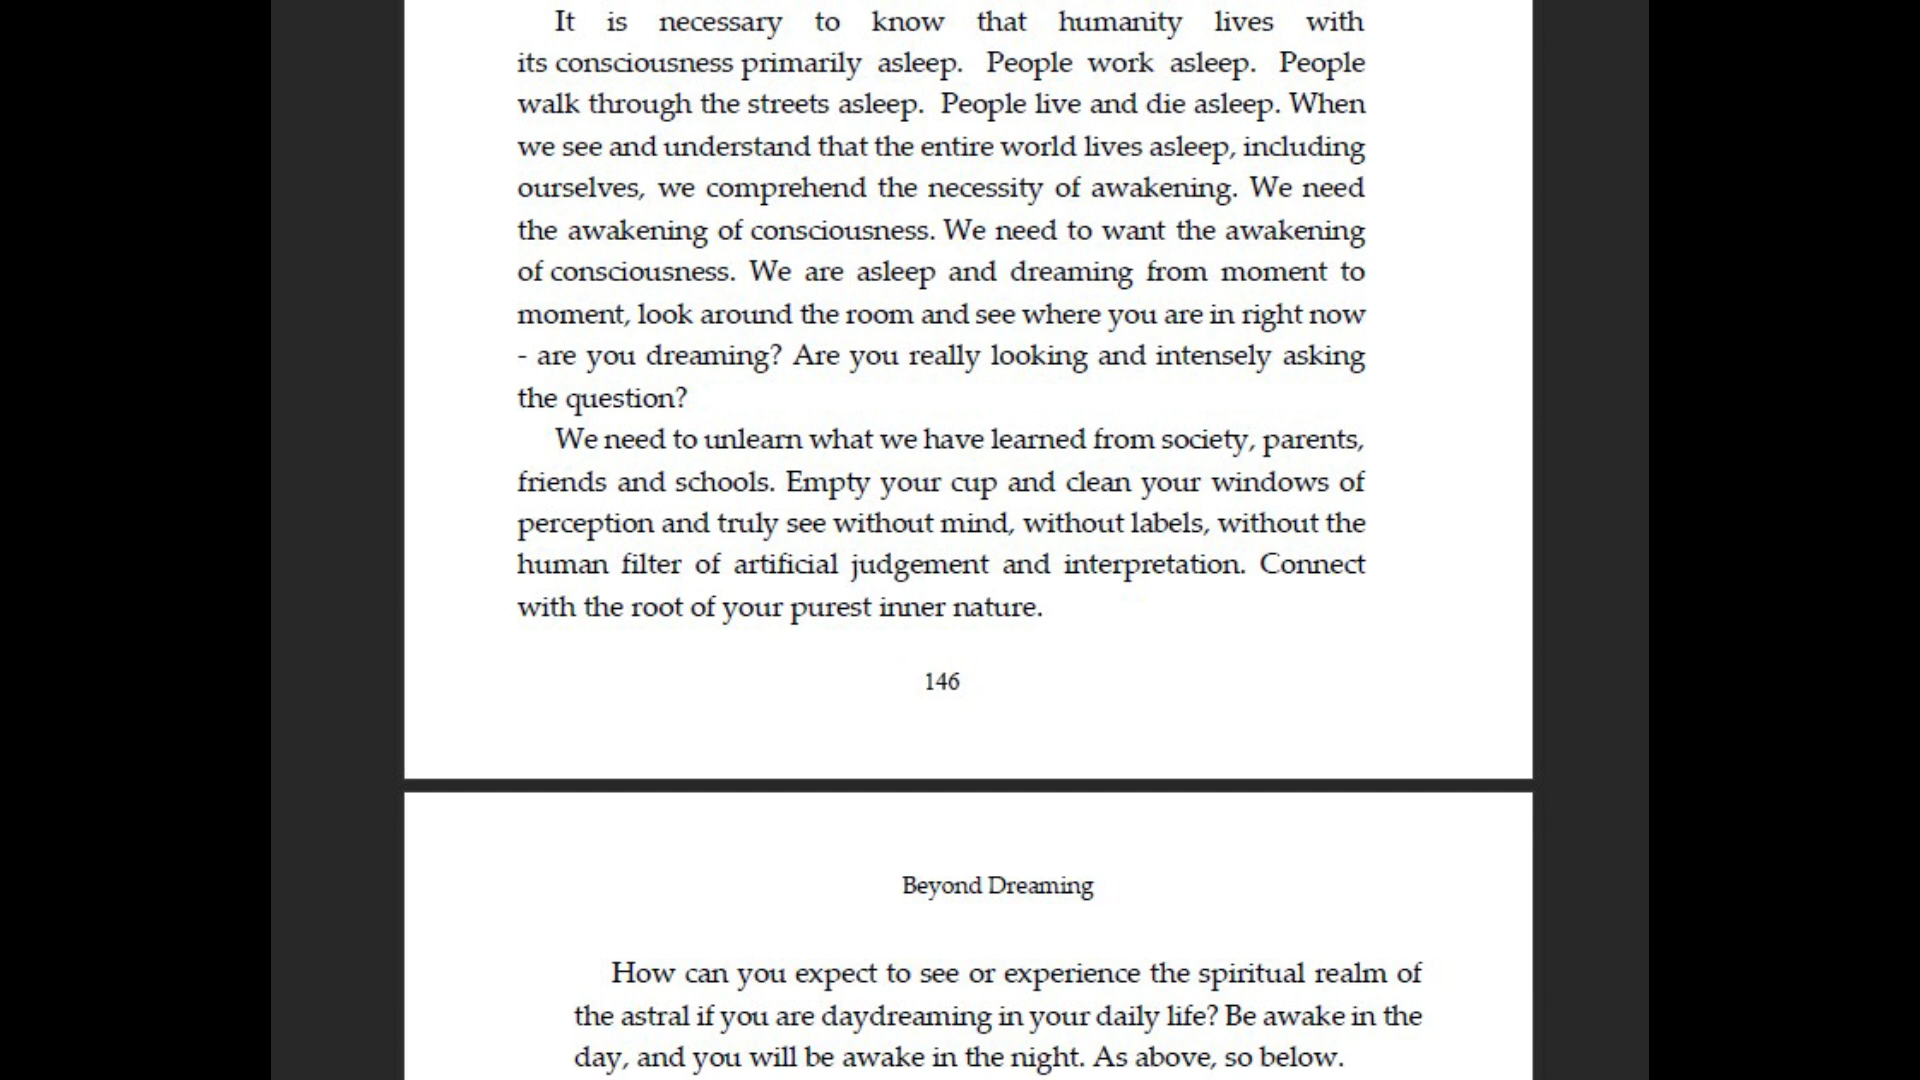 It is necessary to know that humanity lives with
its consciousness primarily asleep. People work asleep. People
walk through the streets asleep. People live and die asleep. When
we see and understand that the entire world lives asleep, including
ourselves, we comprehend the necessity of awakening. We need
the awakening of consciousness. We need to want the awakening
of consciousness. We are asleep and dreaming from moment to
moment, look around the room and see where you are in right now
- are you dreaming? Are you really looking and intensely asking
the question?
We need to unlearn what we have learned from society, parents,
friends and schools. Empty your cup and clean your windows of
perception and truly see without mind, without labels, without the
human filter of artificial judgement and interpretation. Connect
with the root of your purest inner nature.
146
Beyond Dreaming
How can you expect to see or experience the spiritual realm of
the astral if you are daydreaming in your daily life? Be awake in the
day, and you will be awake in the night. As above, so below.